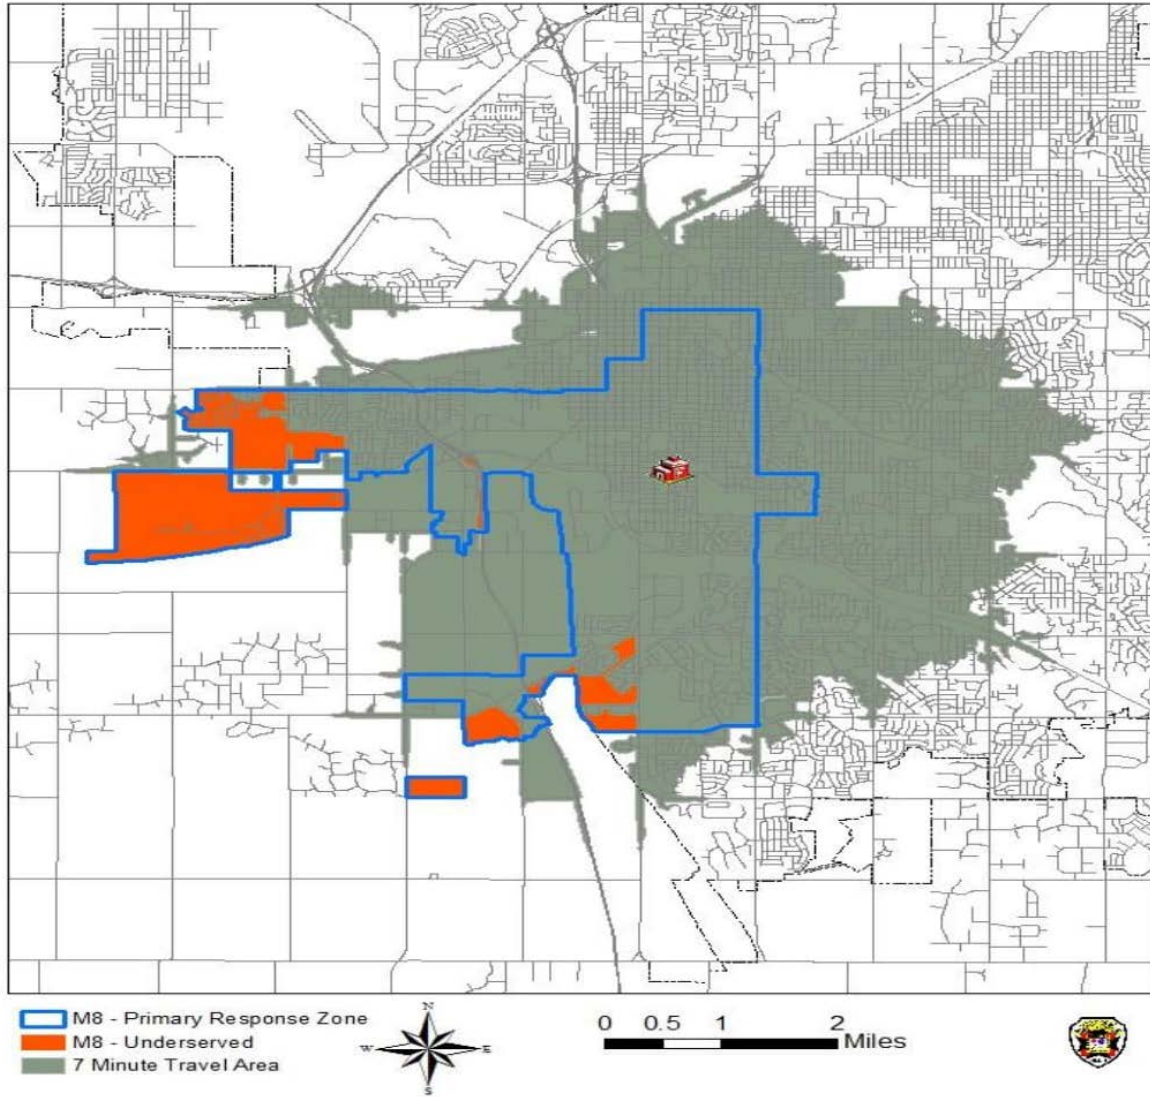 M8 - Primary Response Zone
M8 - Underserved
7 Minute Travel Area
N
W E
S
0 0.5 1 2
Miles